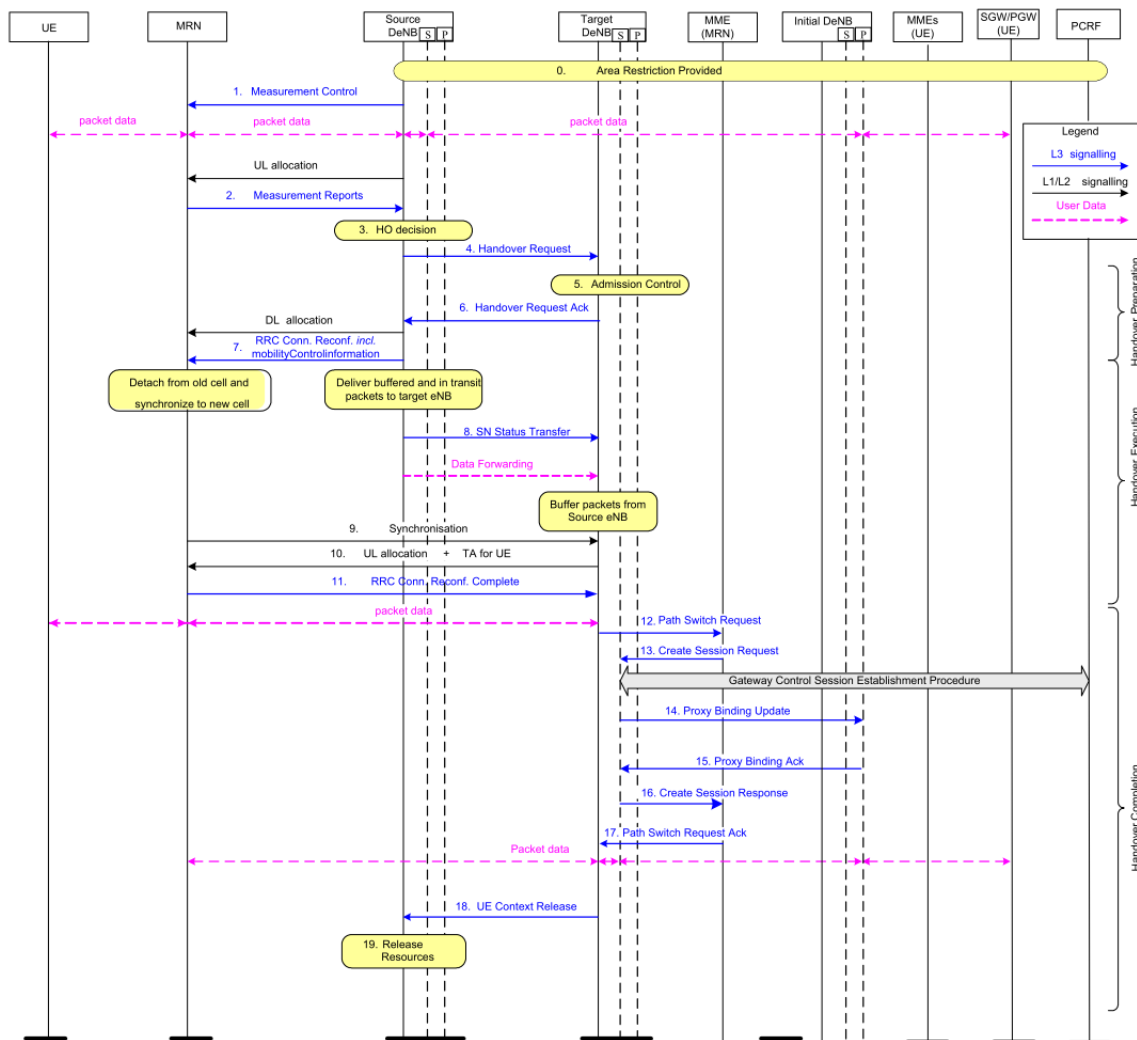 UE
MRN
Source
DeNB
S
P
Target
DeNB
S
P
MME
(MRN)
Initial DeNB
S
P
MMEs
(UE)
SGW/PGW
(UE)
PCRF
0. Area Restriction Provided
1. Measurement Control
packet data
packet data
packet data
Legend
L3 signalling
L1/L2 signalling
User Data
UL allocation
2. Measurement Reports
3. HO decision
4. Handover Request
5. Admission Control
6. Handover Request Ack
DL allocation
7. RRC Conn. Reconf. incl.
mobilityControlinformation
Handover Preparation
Detach from old cell and
synchronize to new cell
Deliver buffered and in transit
packets to target eNB
8. SN Status Transfer
Data Forwarding
Buffer packets from
Source eNB
9. Synchronisation
10. UL allocation + TA for UE
11. RRC Conn. Reconf. Complete
Handover Execution
packet data
12. Path Switch Request
13. Create Session Request
Gateway Control Session Establishment Procedure
14. Proxy Binding Update
15. Proxy Binding Ack
16. Create Session Response
17. Path Switch Request Ack
Packet data
18. UE Context Release
19. Release
Resources
Handover Completion